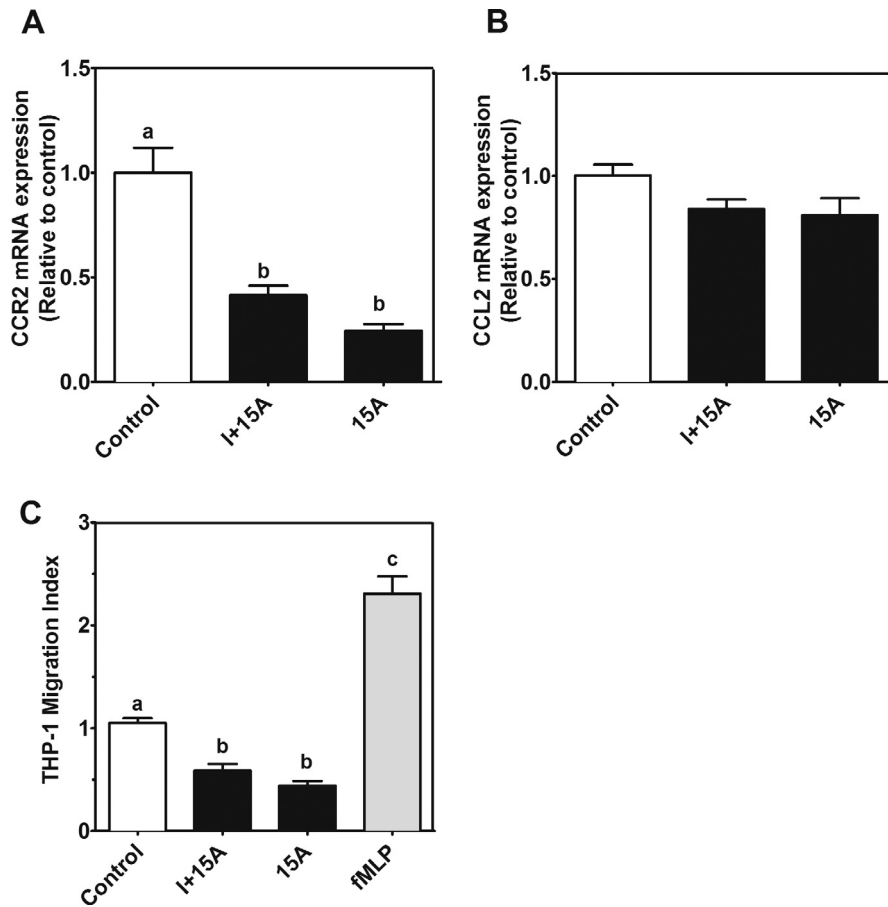 A
CCR2 mRNA expression
(Relative to control)
1.5
1.0
0.5
0.0
a
b
b
Control
I+15A
15A
B
CCL2 mRNA expression
(Relative to control)
1.5
1.0
0.5
0.0
Control
I+15A
15A
C
THP-1 Migration Index
3
2
1
0
a
b
b
c
Control
I+15A
15A
fMLP